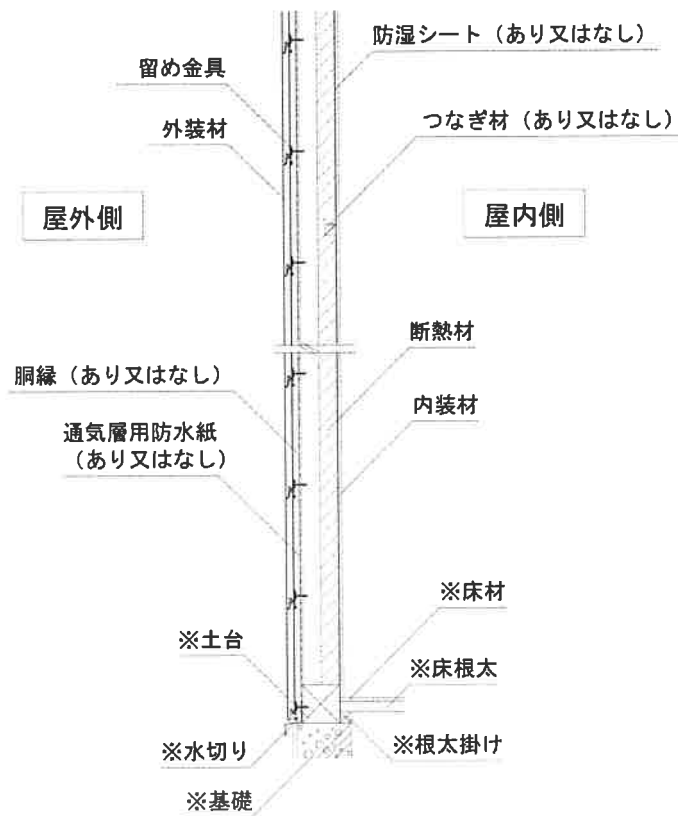 防湿シート（あり又はなし）
留め金具
つなぎ材（あり又はなし）
外装材
屋外側
屋内側
断熱材
胴縁（あり又はなし）
内装材
通気層用防水紙
（あり又はなし）
※床材
※土台
※床根太
※水切り
※根太掛け
※基礎